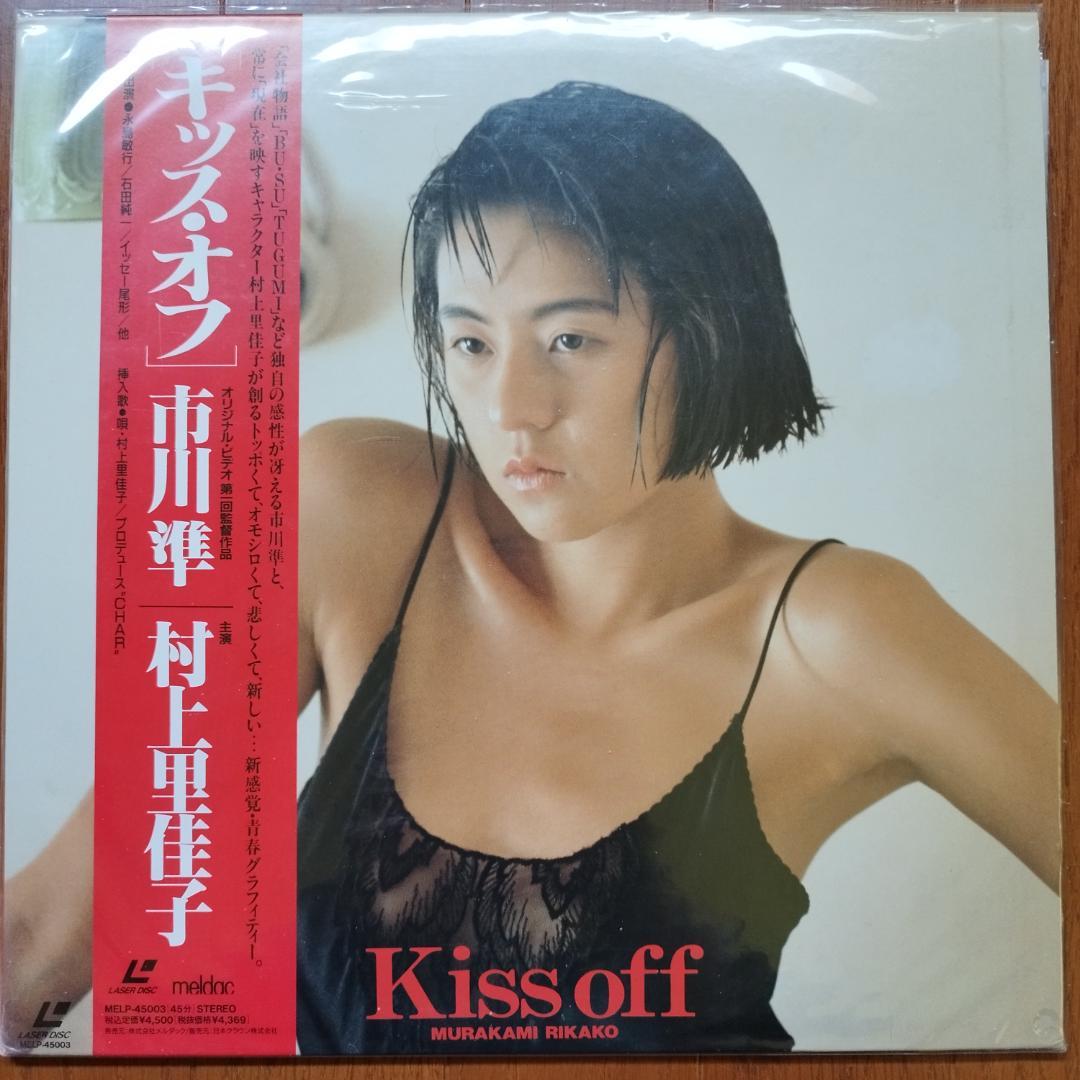 「会社物語」「BU・SU」「TUGUMI」など独自の感性が冴える市川準と、
常に「現在」を映すキャラクター村上里佳子が創るトッポくて、オモシロくて、悲しくて、新しい…新感覚・青春グラフィティー。
キッス・オフ」
オリジナル・ビデオ第一回監督作品
市川準
主演
村上里佳子
出演●永島敏行/石田純一/イッセー尾形/他 挿入歌●唄・村上里佳子/プロデュース“CHAR”
LASER DISC
meldac
MELP-45003 [45分] STEREO
税込定価¥4,500[税抜価格¥4,369]
発売元:株式会社メルダック/販売元:日本クラウン株式会社
LASER DISC
MELP-45003
Kiss off
MURAKAMI RIKAKO